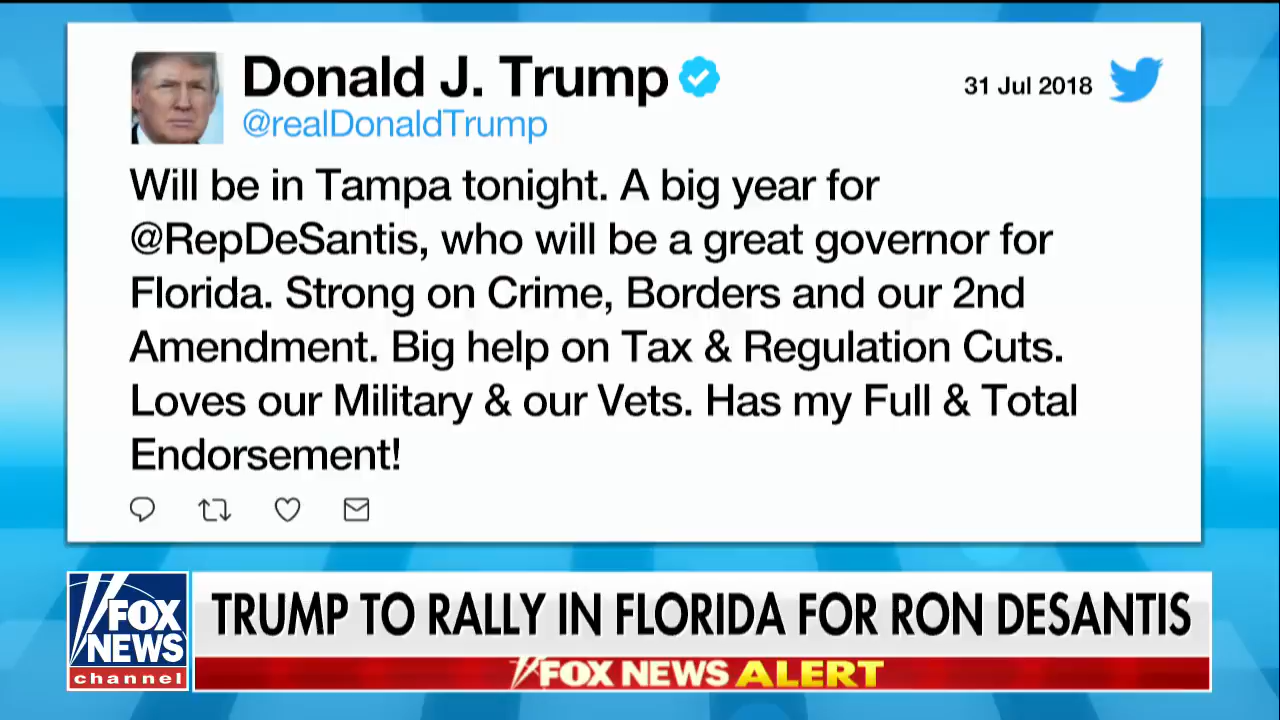 Donald J. Trump
31 Jul 2018
@realDonaldTrump
Will be in Tampa tonight. A big year for
@RepDeSantis, who will be a great governor for
Florida. Strong on Crime, Borders and our 2nd
Amendment. Big help on Tax & Regulation Cuts.
Loves our Military & our Vets. Has my Full & Total
Endorsement!
FOX
NEWS
channel
TRUMP TO RALLY IN FLORIDA FOR RON DESANTIS
FOX NEWS ALERT